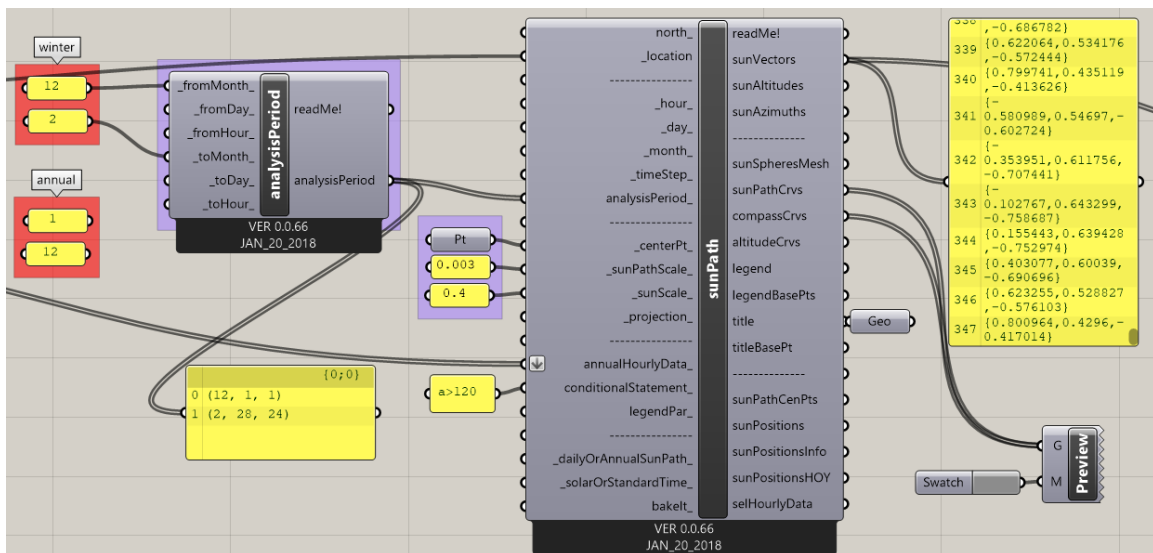 winter
12
2
annual
1
12
_fromMonth_
_fromDay_
_fromHour_
_toMonth_
_toDay_
_toHour_
analysisPeriod
readMe!
analysisPeriod
VER 0.0.66
JAN_20_2018
{0;0}
0 (12, 1, 1)
1 (2, 28, 24)
Pt
0.003
0.4
a>120
north_
_location
----------------
_hour_
_day_
_month_
_timeStep_
analysisPeriod_
----------------
_centerPt_
_sunPathScale_
_sunScale_
_projection_
----------------
annualHourlyData_
conditionalStatement_
legendPar_
----------------
_dailyOrAnnualSunPath_
_solarOrStandardTime_
bakeIt_
sunPath
readMe!
sunVectors
sunAltitudes
sunAzimuths
--------------
sunSpheresMesh
sunPathCrvs
compassCrvs
altitudeCrvs
legend
legendBasePts
title
titleBasePt
--------------
sunPathCenPts
sunPositions
sunPositionsInfo
sunPositionsHOY
selHourlyData
VER 0.0.66
JAN_20_2018
Geo
338 ,-0.686782}
339 {0.622064,0.534176
,-0.572444}
340 {0.799741,0.435119
,-0.413626}
341 {-
0.580989,0.54697,-
0.602724}
342 {-
0.353951,0.611756,
-0.707441}
343 {-
0.102767,0.643299,
-0.758687}
344 {0.155443,0.639428
,-0.752974}
345 {0.403077,0.60039,
-0.690696}
346 {0.623255,0.528827
,-0.576103}
347 {0.800964,0.4296,-
0.417014}
Swatch
G
M
Preview